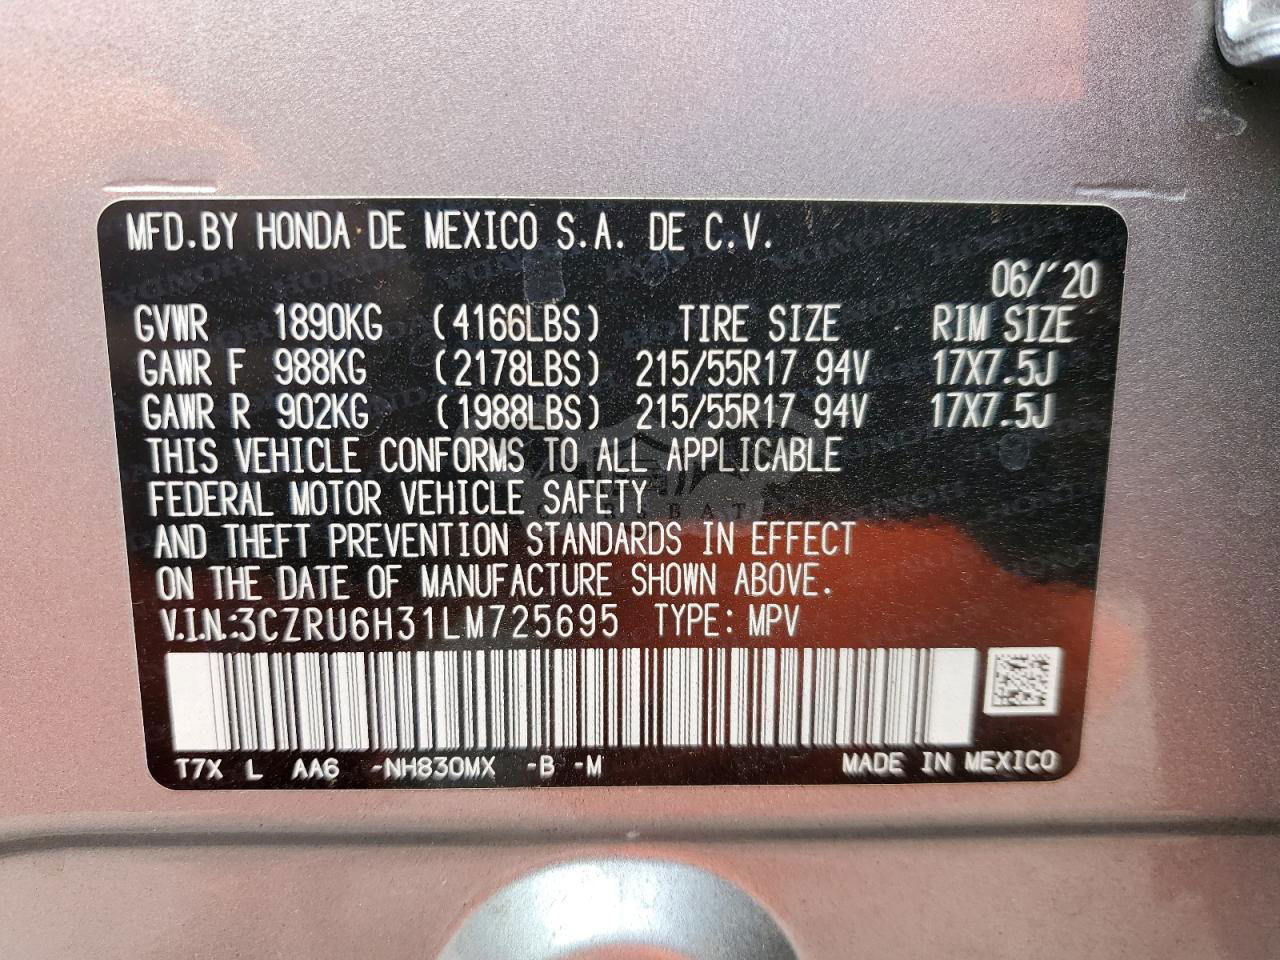 MFD.BY HONDA DE MEXICO S.A. DE C.V.
06/'20
GVWR 1890KG (4166LBS) TIRE SIZE RIM SIZE
GAWR F 988KG (2178LBS) 215/55R17 94V 17X7.5J
GAWR R 902KG (1988LBS) 215/55R17 94V 17X7.5J
THIS VEHICLE CONFORMS TO ALL APPLICABLE
FEDERAL MOTOR VEHICLE SAFETY
AND THEFT PREVENTION STANDARDS IN EFFECT
ON THE DATE OF MANUFACTURE SHOWN ABOVE.
V.I.N.:3CZRU6H31LM725695 TYPE: MPV
T7X L AA6 -NH830MX -B -M MADE IN MEXICO